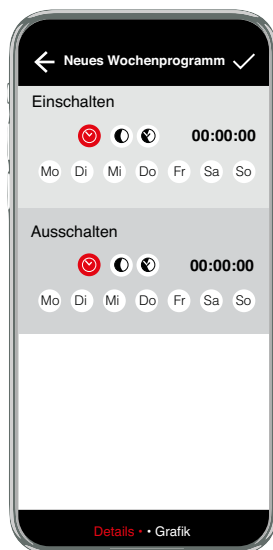 Neues Wochenprogramm
Einschalten
00:00:00
Mo Di Mi Do Fr Sa So
Ausschalten
00:00:00
Mo Di Mi Do Fr Sa So
Details • • Grafik